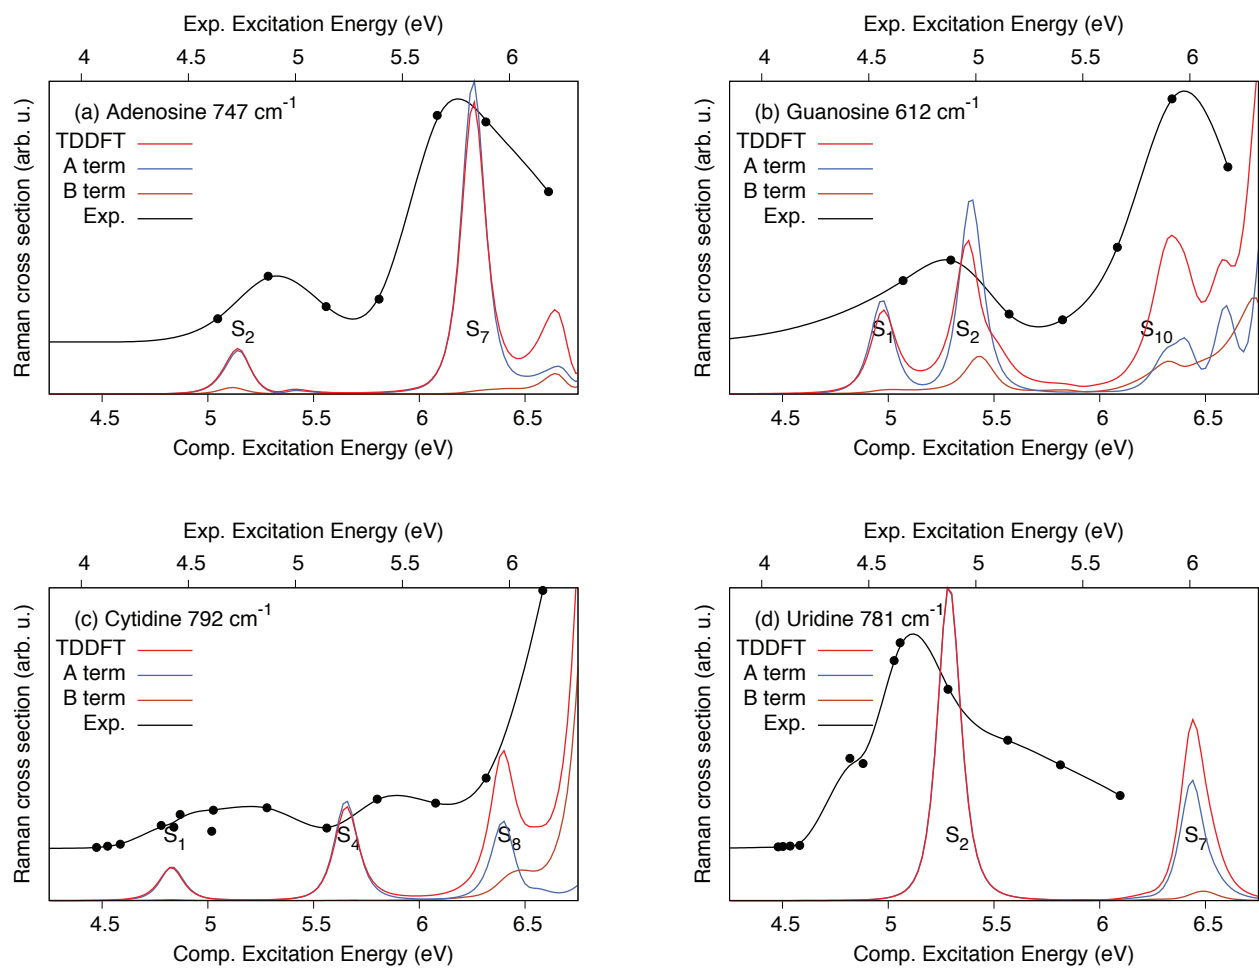 Exp. Excitation Energy (eV)
4 4.5 5 5.5 6
Raman cross section (arb. u.)
(a) Adenosine 747 cm-1
TDDFT
A term
B term
Exp.
S2
S7
4.5 5 5.5 6 6.5
Comp. Excitation Energy (eV)
Exp. Excitation Energy (eV)
4 4.5 5 5.5 6
Raman cross section (arb. u.)
(b) Guanosine 612 cm-1
TDDFT
A term
B term
Exp.
S1
S2
S10
4.5 5 5.5 6 6.5
Comp. Excitation Energy (eV)
Exp. Excitation Energy (eV)
4 4.5 5 5.5 6
Raman cross section (arb. u.)
(c) Cytidine 792 cm-1
TDDFT
A term
B term
Exp.
S1
S4
S8
4.5 5 5.5 6 6.5
Comp. Excitation Energy (eV)
Exp. Excitation Energy (eV)
4 4.5 5 5.5 6
Raman cross section (arb. u.)
(d) Uridine 781 cm-1
TDDFT
A term
B term
Exp.
S2
S7
4.5 5 5.5 6 6.5
Comp. Excitation Energy (eV)